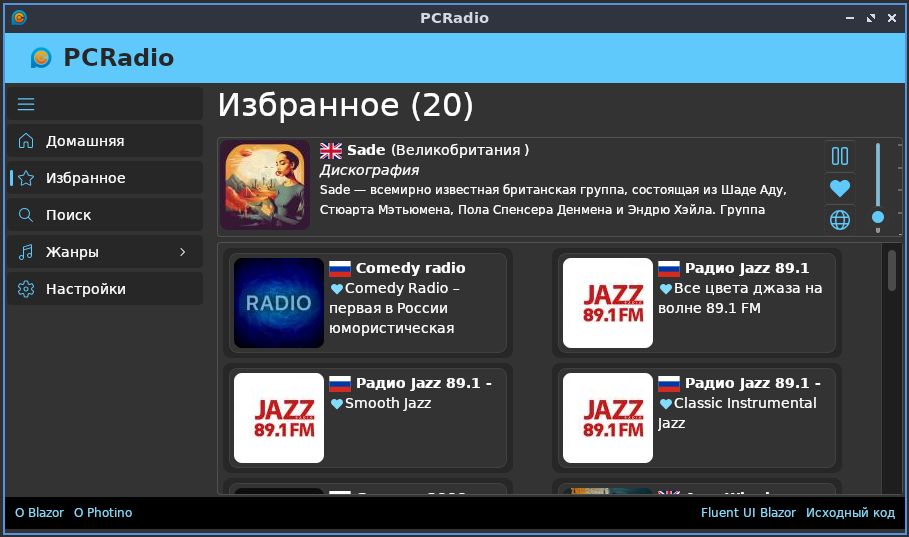 PCRadio
PCRadio
Домашняя
Избранное
Поиск
Жанры
Настройки
Избранное (20)
Sade (Великобритания )
Дискография
Sade — всемирно известная британская группа, состоящая из Шаде Аду,
Стюарта Мэтьюмена, Пола Спенсера Денмена и Эндрю Хэйла. Группа
RADIO
Comedy radio
Comedy Radio –
первая в России
юмористическая
JAZZ
RADIO
89.1 FM
Радио Jazz 89.1
Все цвета джаза на
волне 89.1 FM
JAZZ
RADIO
89.1 FM
Радио Jazz 89.1 -
Smooth Jazz
JAZZ
RADIO
89.1 FM
Радио Jazz 89.1 -
Classic Instrumental
Jazz
О Blazor О Photino
Fluent UI Blazor Исходный код